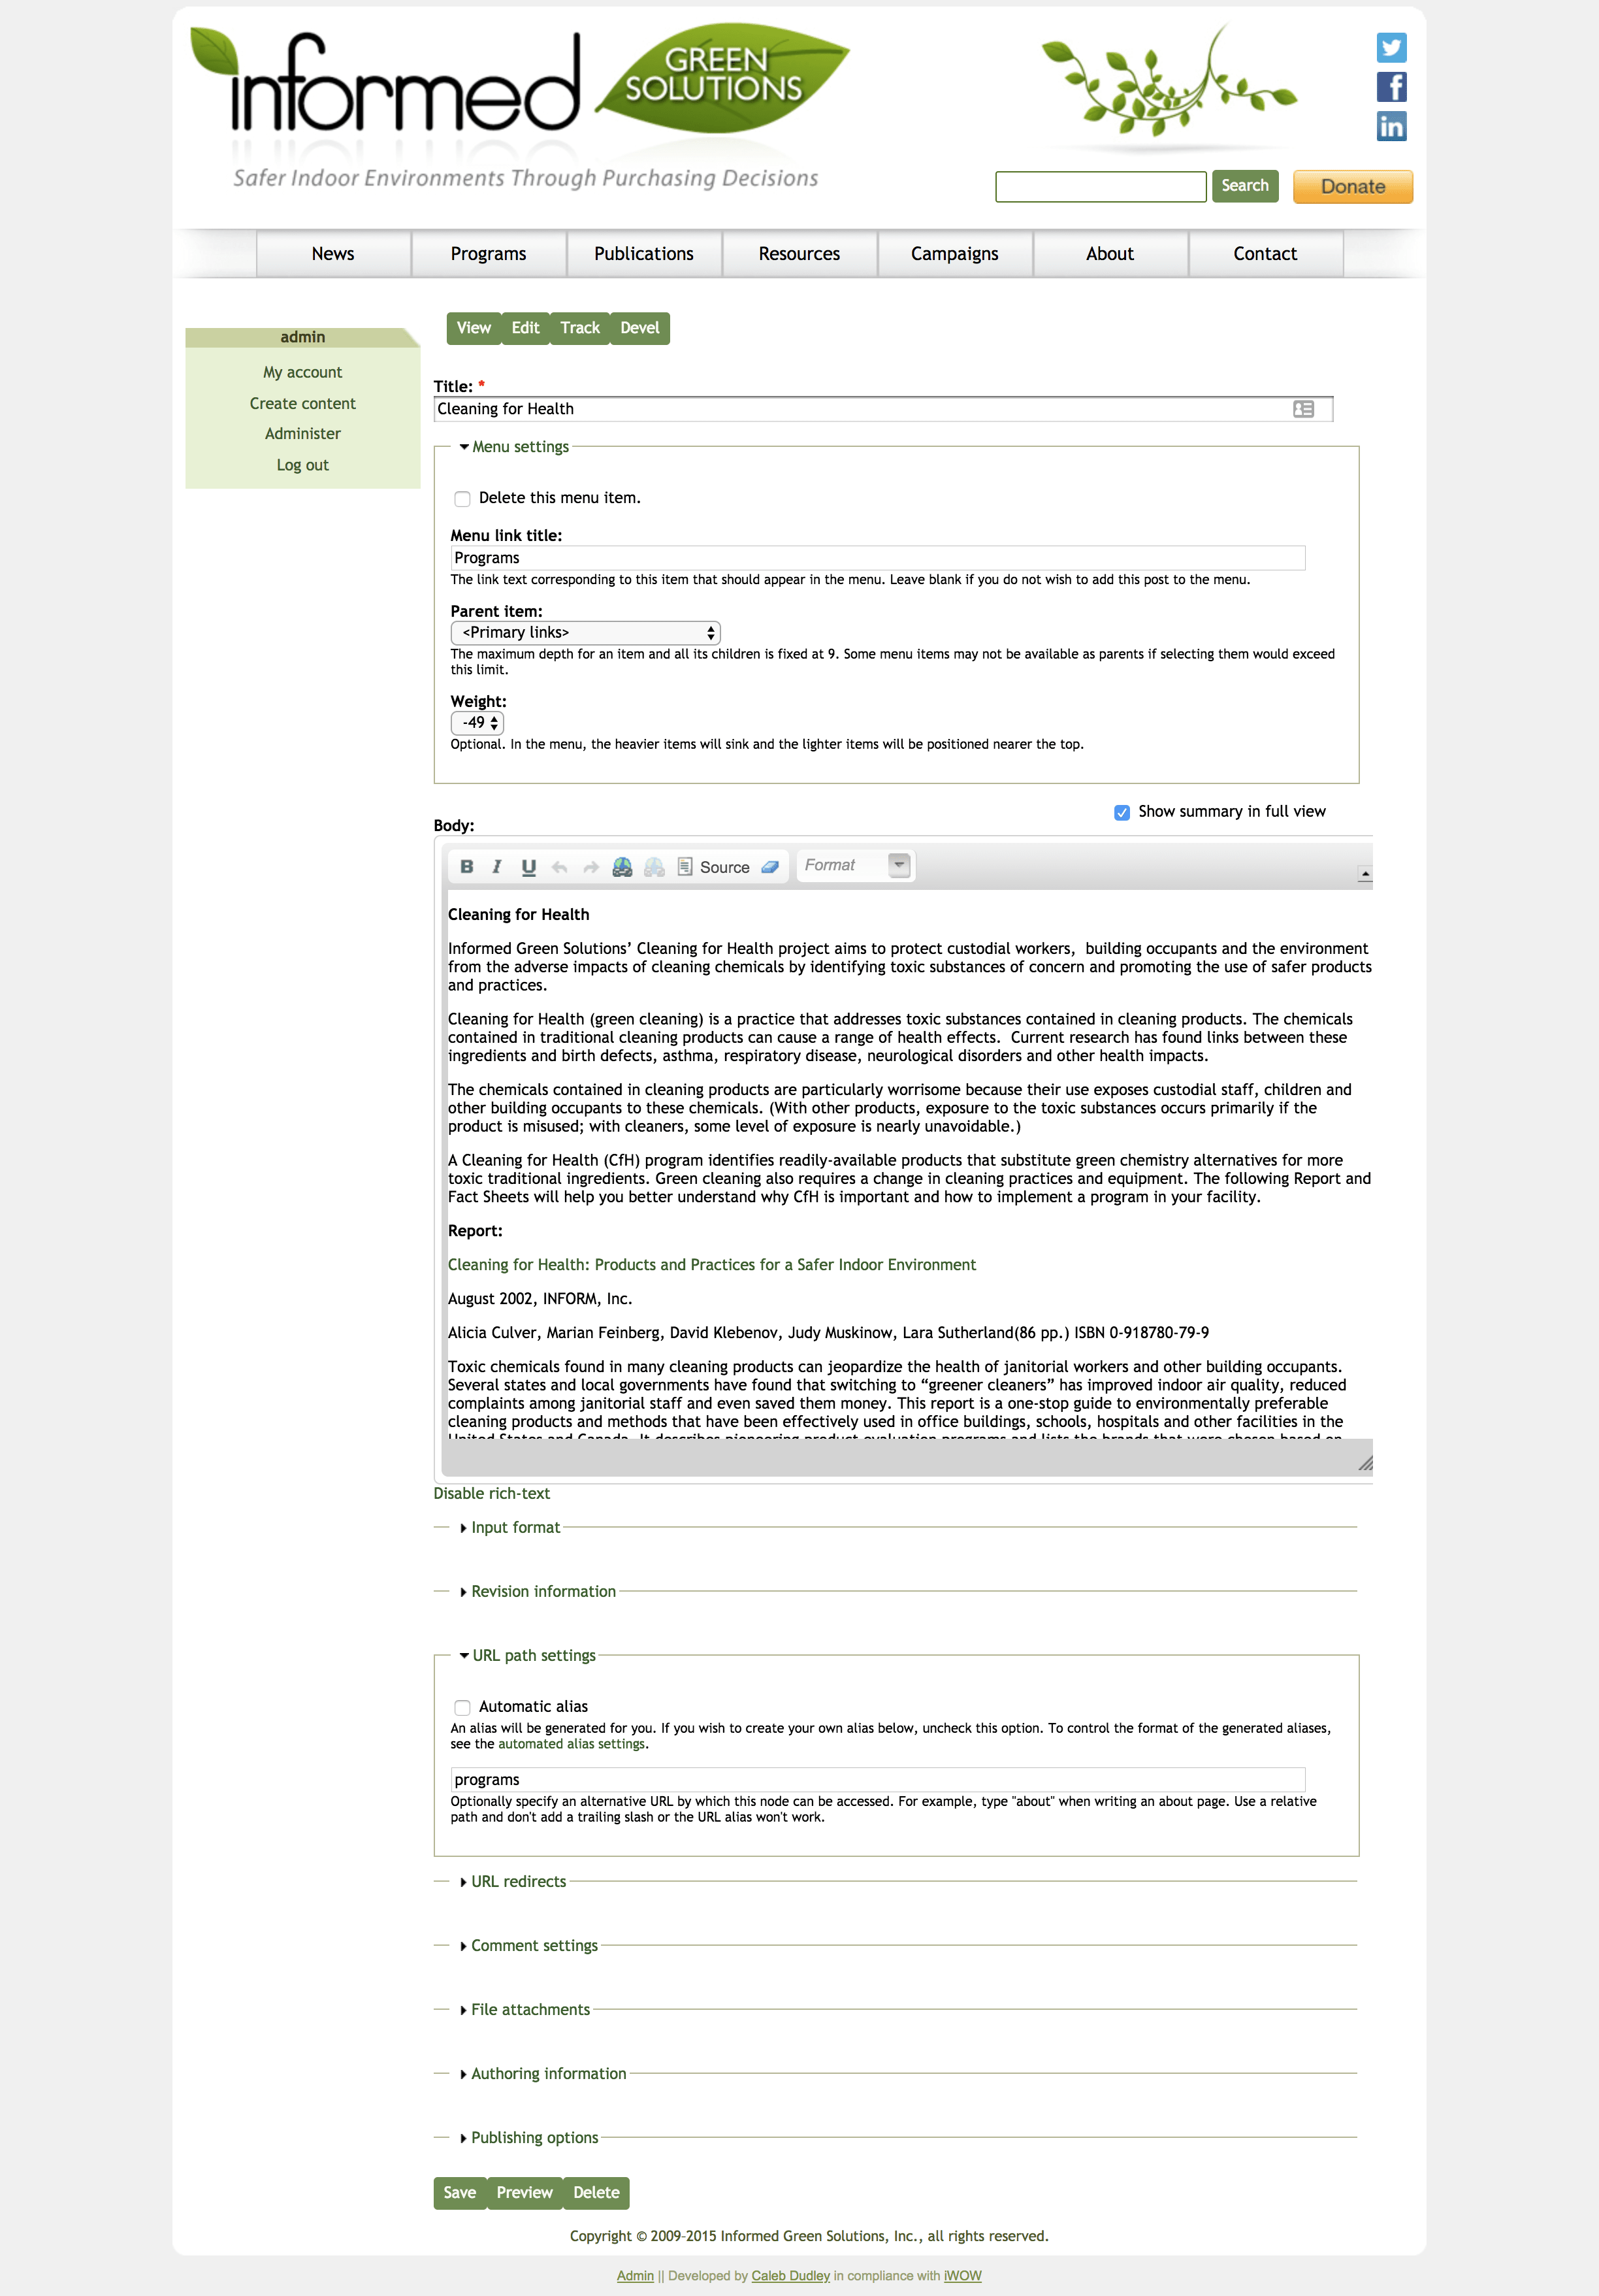 informed GREEN SOLUTIONS
Safer Indoor Environments Through Purchasing Decisions
Search
Donate
News
Programs
Publications
Resources
Campaigns
About
Contact
admin
My account
Create content
Administer
Log out
View
Edit
Track
Devel
Title: *
Cleaning for Health
Menu settings
Delete this menu item.
Menu link title:
Programs
The link text corresponding to this item that should appear in the menu. Leave blank if you do not wish to add this post to the menu.
Parent item:
<Primary links>
The maximum depth for an item and all its children is fixed at 9. Some menu items may not be available as parents if selecting them would exceed
this limit.
Weight:
-49
Optional. In the menu, the heavier items will sink and the lighter items will be positioned nearer the top.
Show summary in full view
Body:
B I U Source Format
Cleaning for Health
Informed Green Solutions’ Cleaning for Health project aims to protect custodial workers,  building occupants and the environment
from the adverse impacts of cleaning chemicals by identifying toxic substances of concern and promoting the use of safer products
and practices.
Cleaning for Health (green cleaning) is a practice that addresses toxic substances contained in cleaning products. The chemicals
contained in traditional cleaning products can cause a range of health effects.  Current research has found links between these
ingredients and birth defects, asthma, respiratory disease, neurological disorders and other health impacts.
The chemicals contained in cleaning products are particularly worrisome because their use exposes custodial staff, children and
other building occupants to these chemicals. (With other products, exposure to the toxic substances occurs primarily if the
product is misused; with cleaners, some level of exposure is nearly unavoidable.)
A Cleaning for Health (CfH) program identifies readily-available products that substitute green chemistry alternatives for more
toxic traditional ingredients. Green cleaning also requires a change in cleaning practices and equipment. The following Report and
Fact Sheets will help you better understand why CfH is important and how to implement a program in your facility.
Report:
Cleaning for Health: Products and Practices for a Safer Indoor Environment
August 2002, INFORM, Inc.
Alicia Culver, Marian Feinberg, David Klebenov, Judy Muskinow, Lara Sutherland(86 pp.) ISBN 0-918780-79-9
Toxic chemicals found in many cleaning products can jeopardize the health of janitorial workers and other building occupants.
Several states and local governments have found that switching to “greener cleaners” has improved indoor air quality, reduced
complaints among janitorial staff and even saved them money. This report is a one-stop guide to environmentally preferable
cleaning products and methods that have been effectively used in office buildings, schools, hospitals and other facilities in the
United States and Canada. It describes pioneering product evaluation programs and lists the brands that were chosen based on
Disable rich-text
Input format
Revision information
URL path settings
Automatic alias
An alias will be generated for you. If you wish to create your own alias below, uncheck this option. To control the format of the generated aliases,
see the automated alias settings.
programs
Optionally specify an alternative URL by which this node can be accessed. For example, type "about" when writing an about page. Use a relative
path and don't add a trailing slash or the URL alias won't work.
URL redirects
Comment settings
File attachments
Authoring information
Publishing options
Save
Preview
Delete
Copyright © 2009-2015 Informed Green Solutions, Inc., all rights reserved.
Admin || Developed by Caleb Dudley in compliance with iWOW